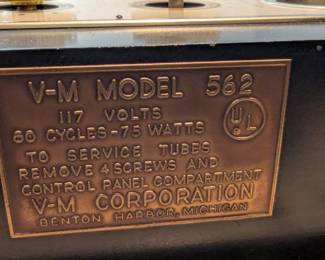 V-M MODEL 562
117 VOLTS
60 CYCLES-75 WATTS
UL
TO SERVICE TUBES
REMOVE 4 SCREWS AND
CONTROL PANEL COMPARTMENT
V-M CORPORATION
BENTON HARBOR, MICHIGAN